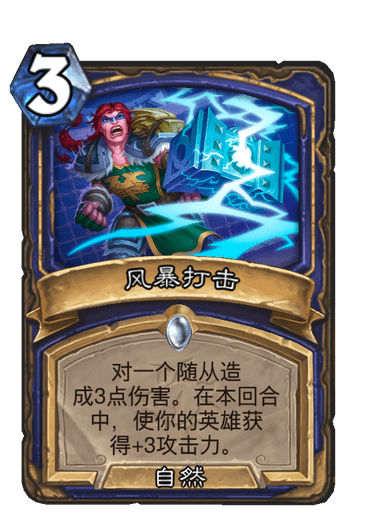 3
风暴打击
对一个随从造
成3点伤害。在本回合
中，使你的英雄获
得+3攻击力。
自然